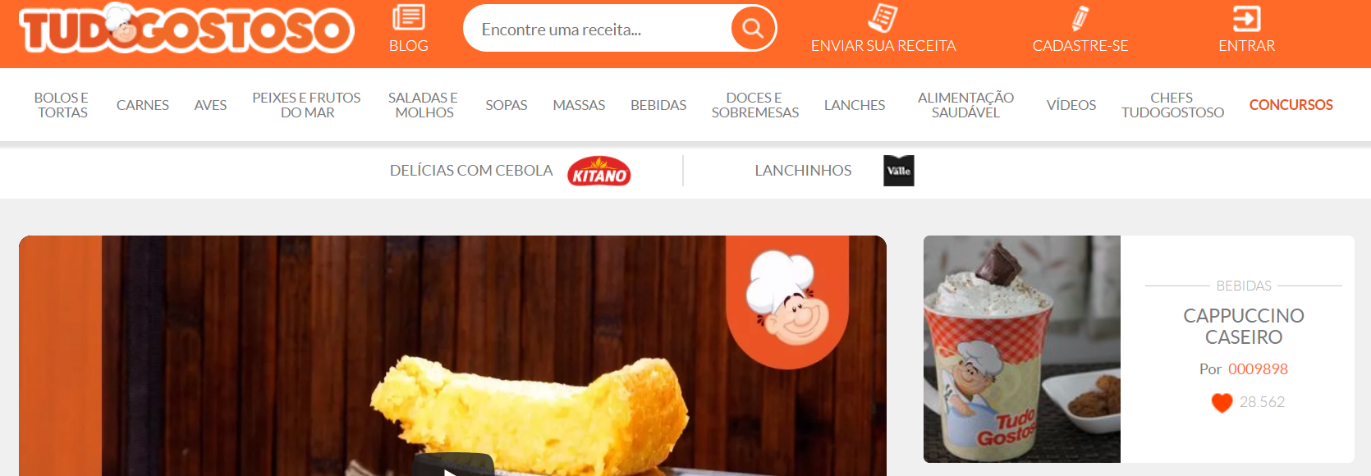 TUDOGOSTOSO
BLOG
Encontre uma receita...
ENVIAR SUA RECEITA
CADASTRE-SE
ENTRAR
BOLOS E
TORTAS
CARNES
AVES
PEIXES E FRUTOS
DO MAR
SALADAS E
MOLHOS
SOPAS
MASSAS
BEBIDAS
DOCES E
SOBREMESAS
LANCHES
ALIMENTAÇÃO
SAUDÁVEL
VÍDEOS
CHEFS
TUDOGOSTOSO
CONCURSOS
DELÍCIAS COM CEBOLA
KITANO
LANCHINHOS
Valle
BEBIDAS
CAPPUCCINO
CASEIRO
Por 0009898
28.562
Tudo
Gostoso